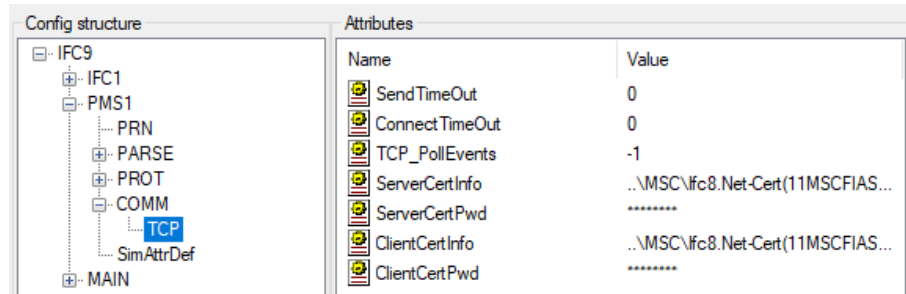 Config structure
IFC9
IFC1
PMS1
PRN
PARSE
PROT
COMM
TCP
SimAttrDef
MAIN
Attributes
Name Value
SendTimeOut 0
ConnectTimeOut 0
TCP_PollEvents -1
ServerCertInfo ..\MSC\Ifc8.Net-Cert(11MSCFIAS...
ServerCertPwd ********
ClientCertInfo ..\MSC\Ifc8.Net-Cert(11MSCFIAS...
ClientCertPwd ********